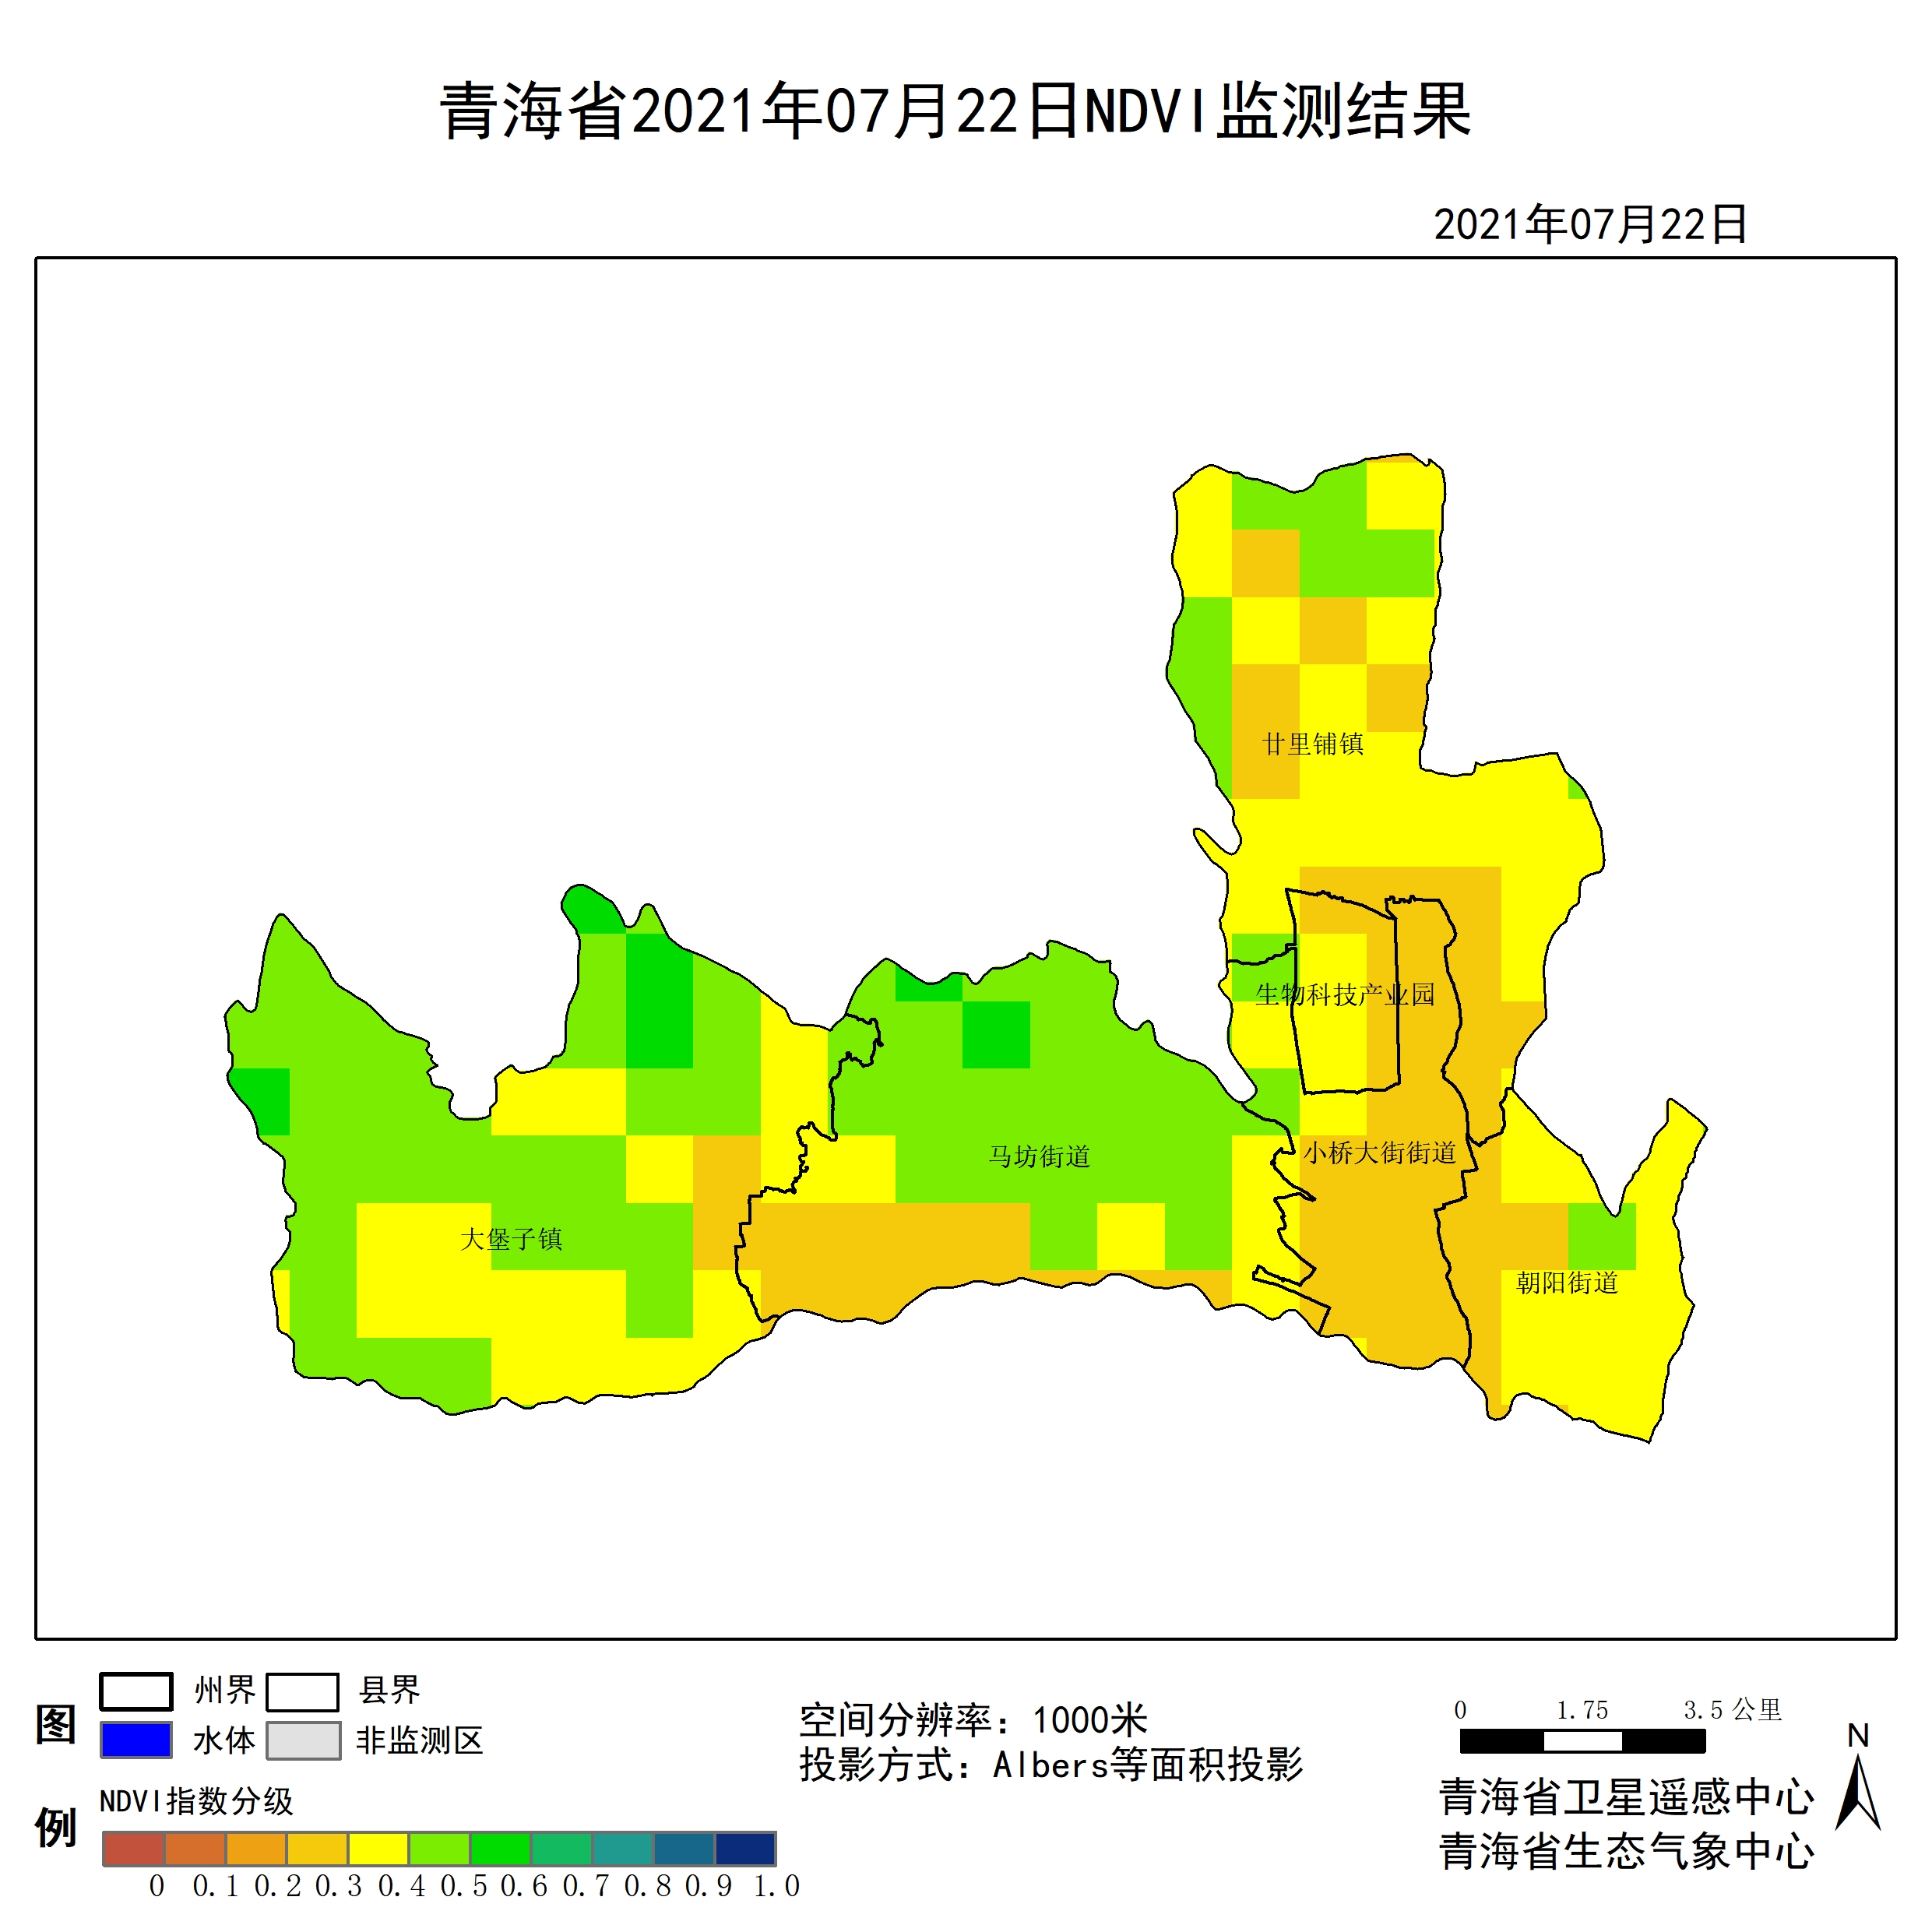 青海省2021年07月22日NDVI监测结果
2021年07月22日
廿里铺镇
生物科技产业园
马坊街道
小桥大街街道
大堡子镇
朝阳街道
图例
州界
县界
水体
非监测区
NDVI指数分级
0 0.1 0.2 0.3 0.4 0.5 0.6 0.7 0.8 0.9 1.0
空间分辨率：1000米
投影方式：Albers等面积投影
0 1.75 3.5公里
N
青海省卫星遥感中心
青海省生态气象中心